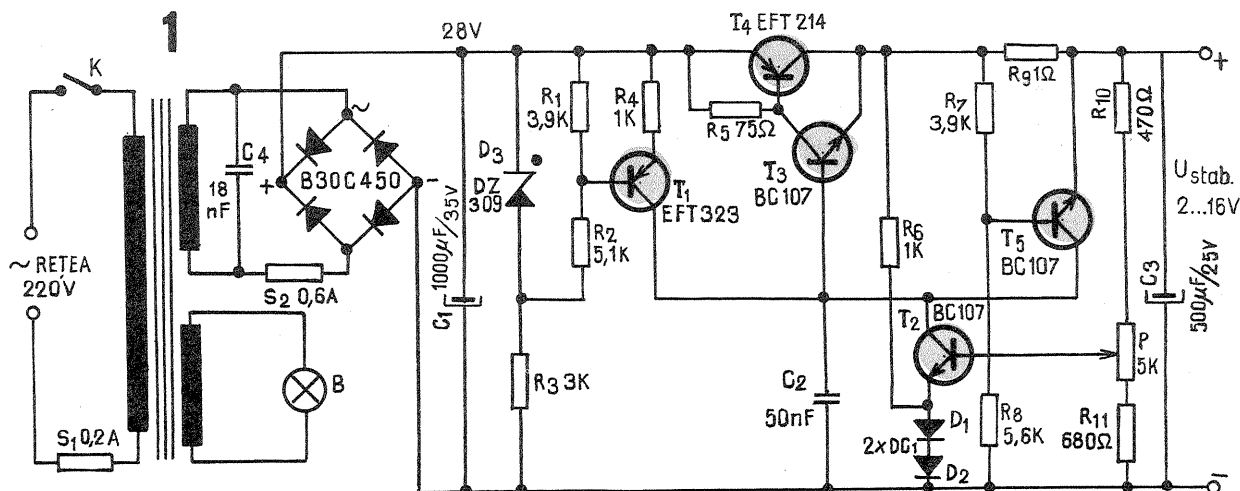 1
K
~ REȚEA
220V
S1 0,2A
C4
18
nF
~
+
B30C450
-
S2 0,6A
B
28V
C1 1000µF/35V
D3
DZ
309
R1
3,9K
R4
1K
R2
5,1K
R3 3K
T1
EFT323
T4 EFT 214
R5 75Ω
T3
BC107
C2
50nF
R6
1K
T2
BC107
D1
2xDC1
D2
R7
3,9K
R8
5,6K
R9 1Ω
T5
BC107
R10
470Ω
P
5K
R11
680Ω
C3
500µF/25V
+
Ustab.
2...16V
-